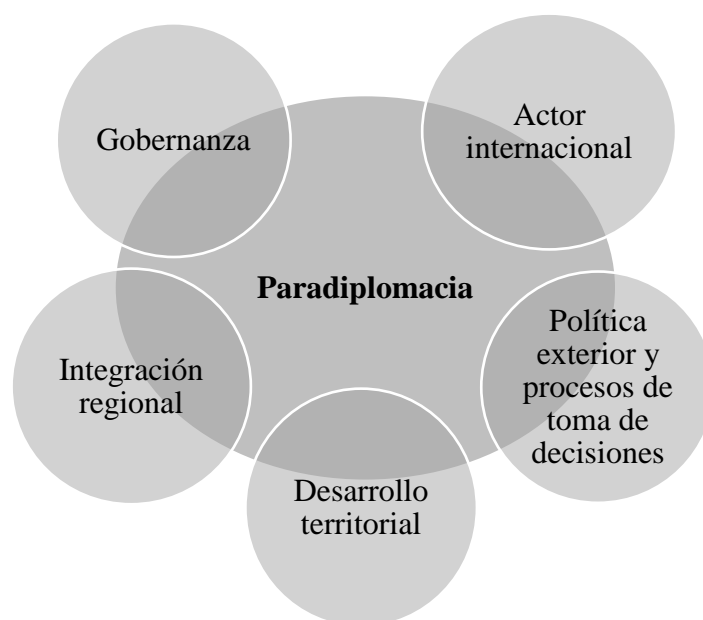 Gobernanza
Actor
internacional
Paradiplomacia
Política
exterior y
procesos de
toma de
decisiones
Integración
regional
Desarrollo
territorial